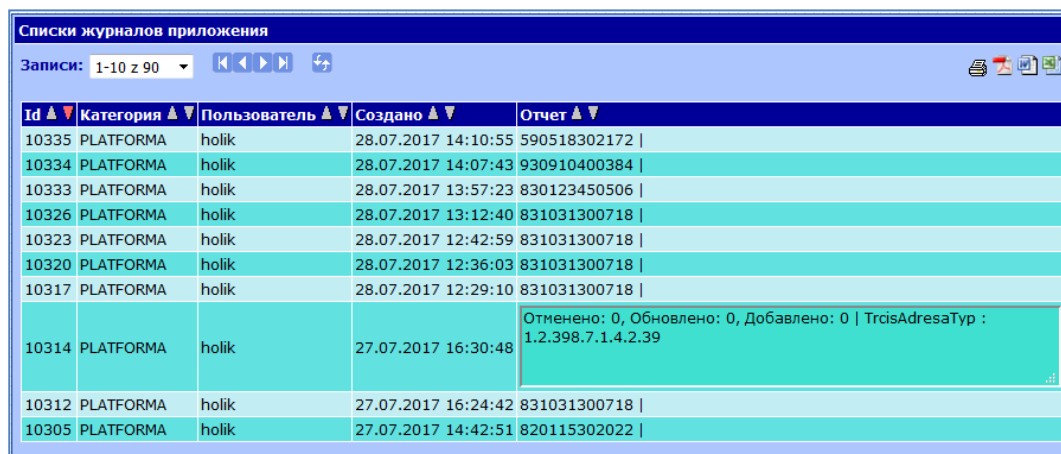 Списки журналов приложения
Записи: 1-10 z 90
Id Категория Пользователь Создано Отчет
10335 PLATFORMA holik 28.07.2017 14:10:55 590518302172 |
10334 PLATFORMA holik 28.07.2017 14:07:43 930910400384 |
10333 PLATFORMA holik 28.07.2017 13:57:23 830123450506 |
10326 PLATFORMA holik 28.07.2017 13:12:40 831031300718 |
10323 PLATFORMA holik 28.07.2017 12:42:59 831031300718 |
10320 PLATFORMA holik 28.07.2017 12:36:03 831031300718 |
10317 PLATFORMA holik 28.07.2017 12:29:10 831031300718 |
10314 PLATFORMA holik 27.07.2017 16:30:48 Отменено: 0, Обновлено: 0, Добавлено: 0 | TrcisAdresaTyp :
1.2.398.7.1.4.2.39
10312 PLATFORMA holik 27.07.2017 16:24:42 831031300718 |
10305 PLATFORMA holik 27.07.2017 14:42:51 820115302022 |